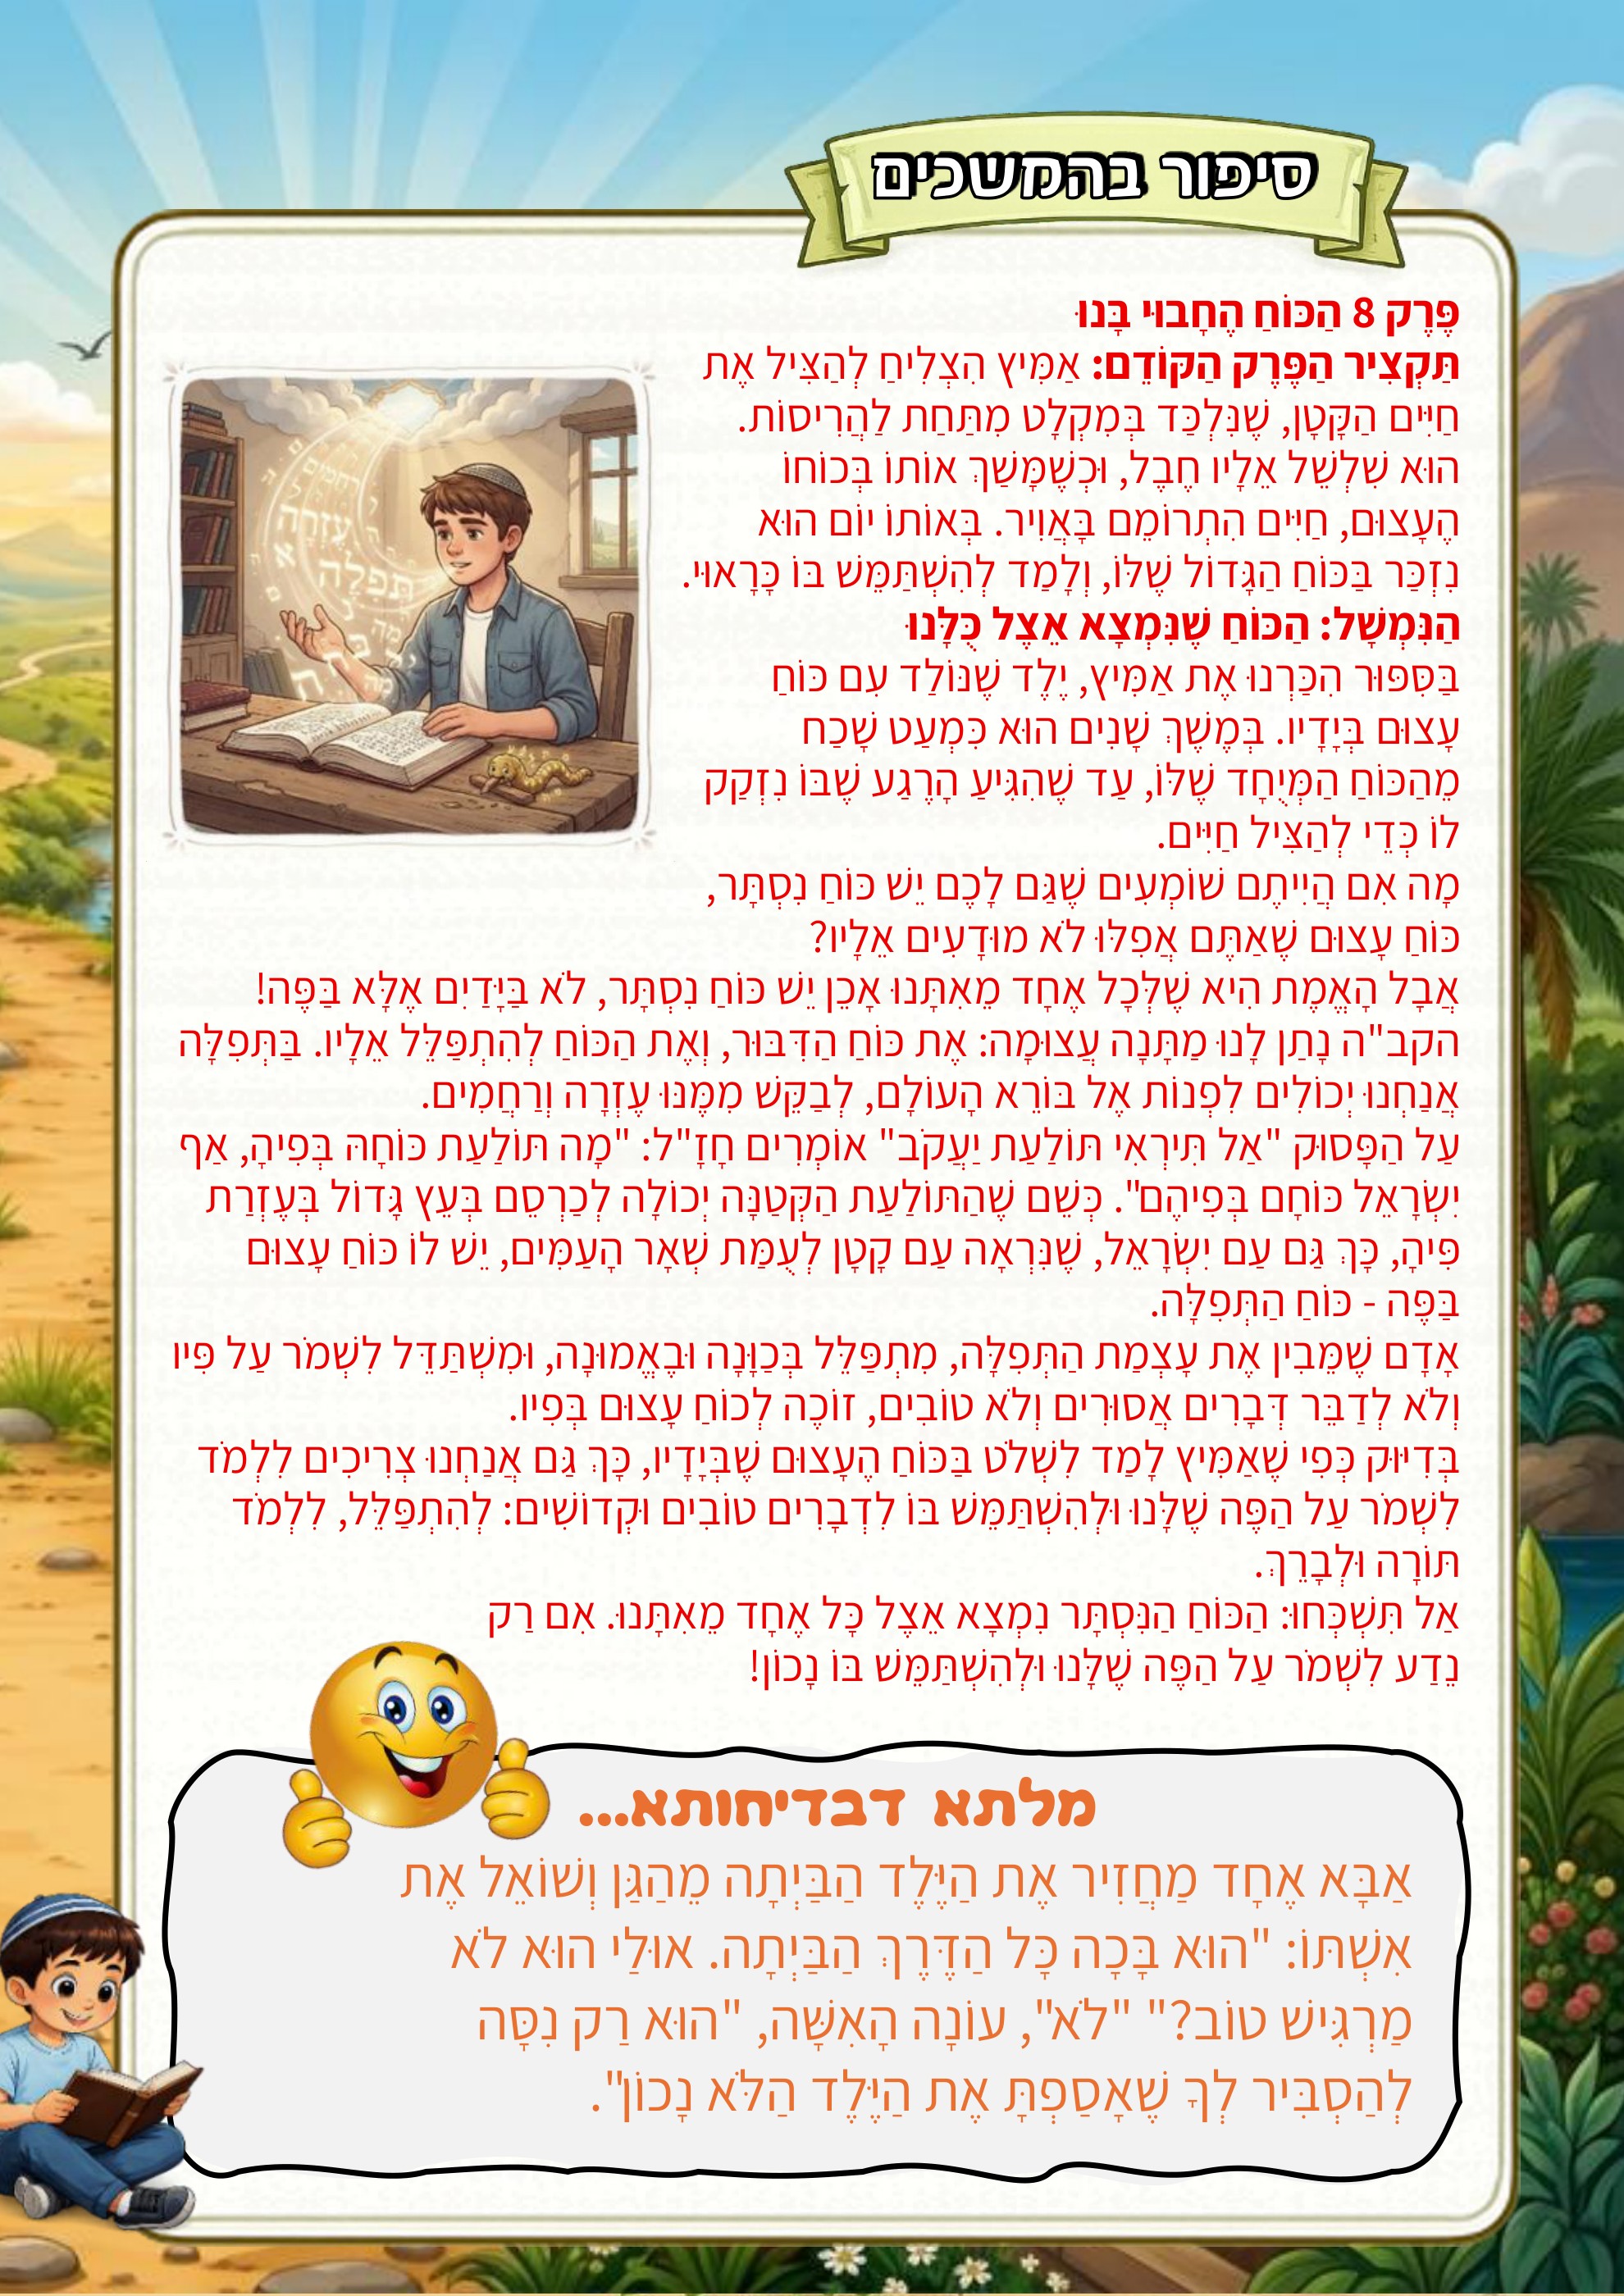 סיפור בהמשכים
פֶּרֶק 8 הַכּוֹחַ הֶחָבוּי בָּנוּ
תַּקְצִיר הַפֶּרֶק הַקּוֹדֵם: אַמִּיץ הִצְלִיחַ לְהַצִּיל אֶת
חַיִּים הַקָּטָן, שֶׁנִּלְכַּד בְּמִקְלָט מִתַּחַת לַהֲרִיסוֹת.
הוּא שִׁלְשֵׁל אֵלָיו חֶבֶל, וּכְשֶׁמָּשַׁךְ אוֹתוֹ בְּכוֹחוֹ
הֶעָצוּם, חַיִּים הִתְרוֹמֵם בָּאֲוִיר. בְּאוֹתוֹ יוֹם הוּא
נִזְכַּר בַּכּוֹחַ הַגָּדוֹל שֶׁלּוֹ, וְלָמַד לְהִשְׁתַּמֵּשׁ בּוֹ כָּרָאוּי.
הַנִּמְשָׁל: הַכּוֹחַ שֶׁנִּמְצָא אֵצֶל כֻּלָּנוּ
בַּסִּפּוּר הִכַּרְנוּ אֶת אַמִּיץ, יֶלֶד שֶׁנּוֹלַד עִם כּוֹחַ
עָצוּם בְּיָדָיו. בְּמֶשֶׁךְ שָׁנִים הוּא כִּמְעַט שָׁכַח
מֵהַכּוֹחַ הַמְּיֻחָד שֶׁלּוֹ, עַד שֶׁהִגִּיעַ הָרֶגַע שֶׁבּוֹ נִזְקַק
לוֹ כְּדֵי לְהַצִּיל חַיִּים.
מָה אִם הֱיִיתֶם שׁוֹמְעִים שֶׁגַּם לָכֶם יֵשׁ כּוֹחַ נִסְתָּר,
כּוֹחַ עָצוּם שֶׁאַתֶּם אֲפִלּוּ לֹא מוּדָעִים אֵלָיו?
אֲבָל הָאֱמֶת הִיא שֶׁלְּכָל אֶחָד מֵאִתָּנוּ אָכֵן יֵשׁ כּוֹחַ נִסְתָּר, לֹא בַּיָּדַיִם אֶלָּא בַּפֶּה!
הקב"ה נָתַן לָנוּ מַתָּנָה עֲצוּמָה: אֶת כּוֹחַ הַדִּבּוּר, וְאֶת הַכּוֹחַ לְהִתְפַּלֵּל אֵלָיו. בַּתְּפִלָּה
אֲנַחְנוּ יְכוֹלִים לִפְנוֹת אֶל בּוֹרֵא הָעוֹלָם, לְבַקֵּשׁ מִמֶּנּוּ עֶזְרָה וְרַחֲמִים.
עַל הַפָּסוּק "אַל תִּירְאִי תּוֹלַעַת יַעֲקֹב" אוֹמְרִים חָזָ"ל: "מָה תּוֹלַעַת כּוֹחָהּ בְּפִיהָ, אַף
יִשְׂרָאֵל כּוֹחָם בְּפִיהֶם". כְּשֵׁם שֶׁהַתּוֹלַעַת הַקְּטַנָּה יְכוֹלָה לְכַרְסֵם בְּעֵץ גָּדוֹל בְּעֶזְרַת
פִּיהָ, כָּךְ גַּם עַם יִשְׂרָאֵל, שֶׁנִּרְאָה עַם קָטָן לְעֻמַּת שְׁאָר הָעַמִּים, יֵשׁ לוֹ כּוֹחַ עָצוּם
בַּפֶּה - כּוֹחַ הַתְּפִלָּה.
אָדָם שֶׁמֵּבִין אֶת עָצְמַת הַתְּפִלָּה, מִתְפַּלֵּל בְּכַוָּנָה וּבֶאֱמוּנָה, וּמִשְׁתַּדֵּל לִשְׁמֹר עַל פִּיו
וְלֹא לְדַבֵּר דְּבָרִים אֲסוּרִים וְלֹא טוֹבִים, זוֹכֶה לְכוֹחַ עָצוּם בְּפִיו.
בְּדִיּוּק כְּפִי שֶׁאַמִּיץ לָמַד לִשְׁלֹט בַּכּוֹחַ הֶעָצוּם שֶׁבְּיָדָיו, כָּךְ גַּם אֲנַחְנוּ צְרִיכִים לִלְמֹד
לִשְׁמֹר עַל הַפֶּה שֶׁלָּנוּ וּלְהִשְׁתַּמֵּשׁ בּוֹ לִדְבָרִים טוֹבִים וּקְדוֹשִׁים: לְהִתְפַּלֵּל, לִלְמֹד
תּוֹרָה וּלְבָרֵךְ.
אַל תִּשְׁכְּחוּ: הַכּוֹחַ הַנִּסְתָּר נִמְצָא אֵצֶל כָּל אֶחָד מֵאִתָּנוּ. אִם רַק
נֵדַע לִשְׁמֹר עַל הַפֶּה שֶׁלָּנוּ וּלְהִשְׁתַּמֵּשׁ בּוֹ נָכוֹן!
מלתא דבדיחותא...
אַבָּא אֶחָד מַחֲזִיר אֶת הַיֶּלֶד הַבַּיְתָה מֵהַגַּן וְשׁוֹאֵל אֶת
אִשְׁתּוֹ: "הוּא בָּכָה כָּל הַדֶּרֶךְ הַבַּיְתָה. אוּלַי הוּא לֹא
מַרְגִּישׁ טוֹב?" "לֹא", עוֹנָה הָאִשָּׁה, "הוּא רַק נִסָּה
לְהַסְבִּיר לְךָ שֶׁאָסַפְתָּ אֶת הַיֶּלֶד הַלֹּא נָכוֹן".